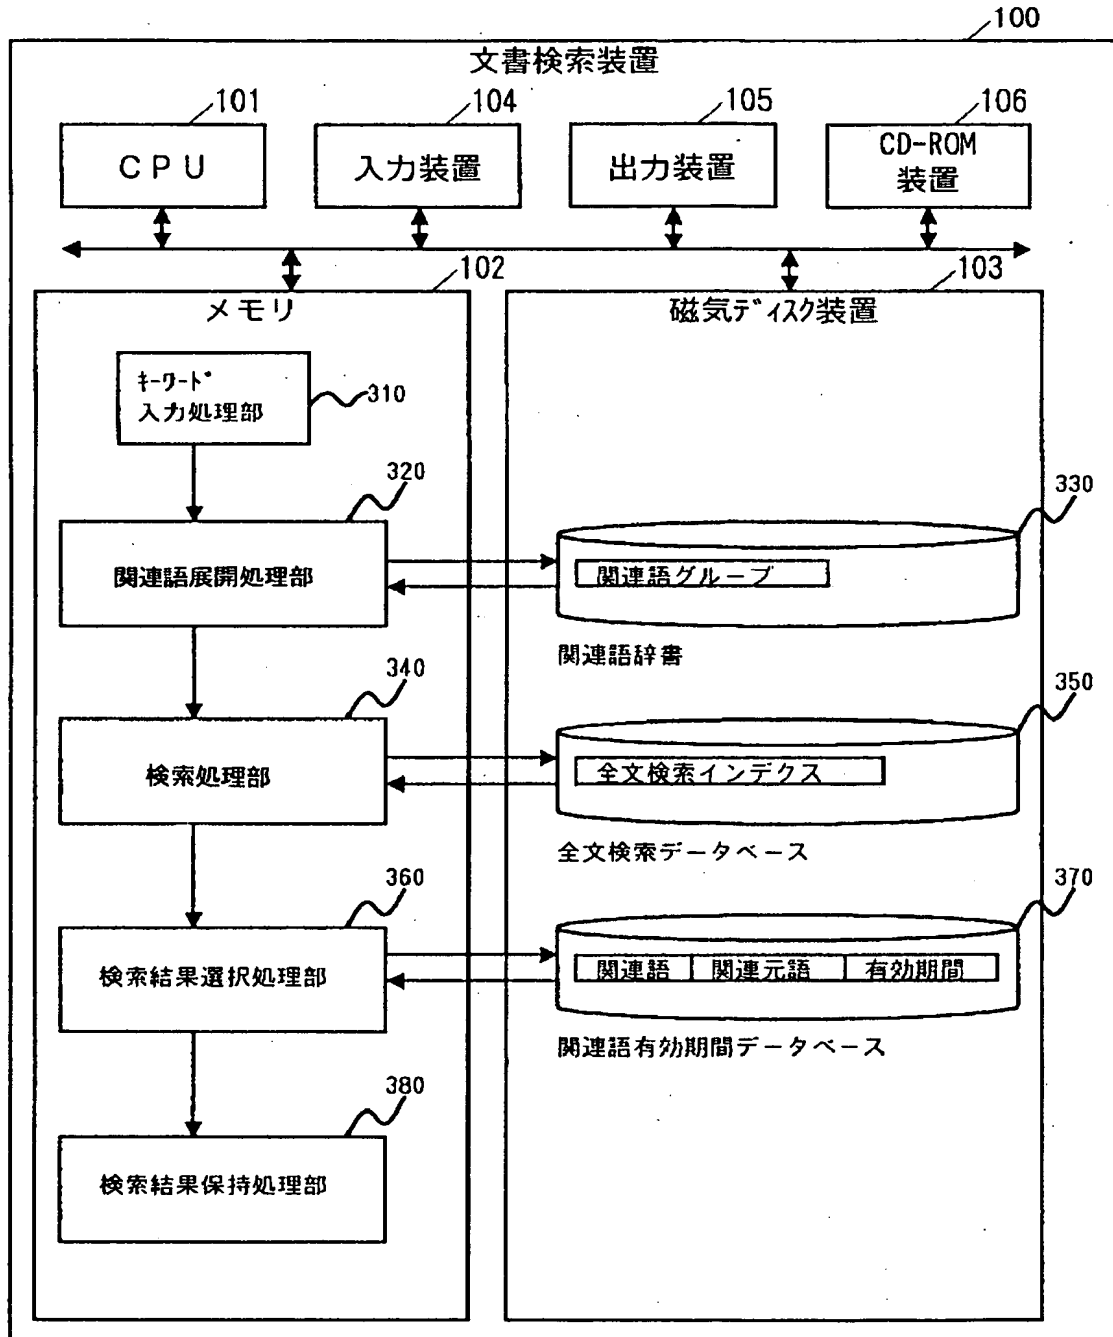 100
文書検索装置
101
104
105
106
CPU
入力装置
出力装置
CD-ROM
装置
102
103
メモリ
磁気ディスク装置
キーワード
入力処理部
310
320
関連語展開処理部
330
関連語グループ
関連語辞書
340
検索処理部
350
全文検索インデクス
全文検索データベース
360
検索結果選択処理部
370
関連語 関連元語 有効期間
関連語有効期間データベース
380
検索結果保持処理部